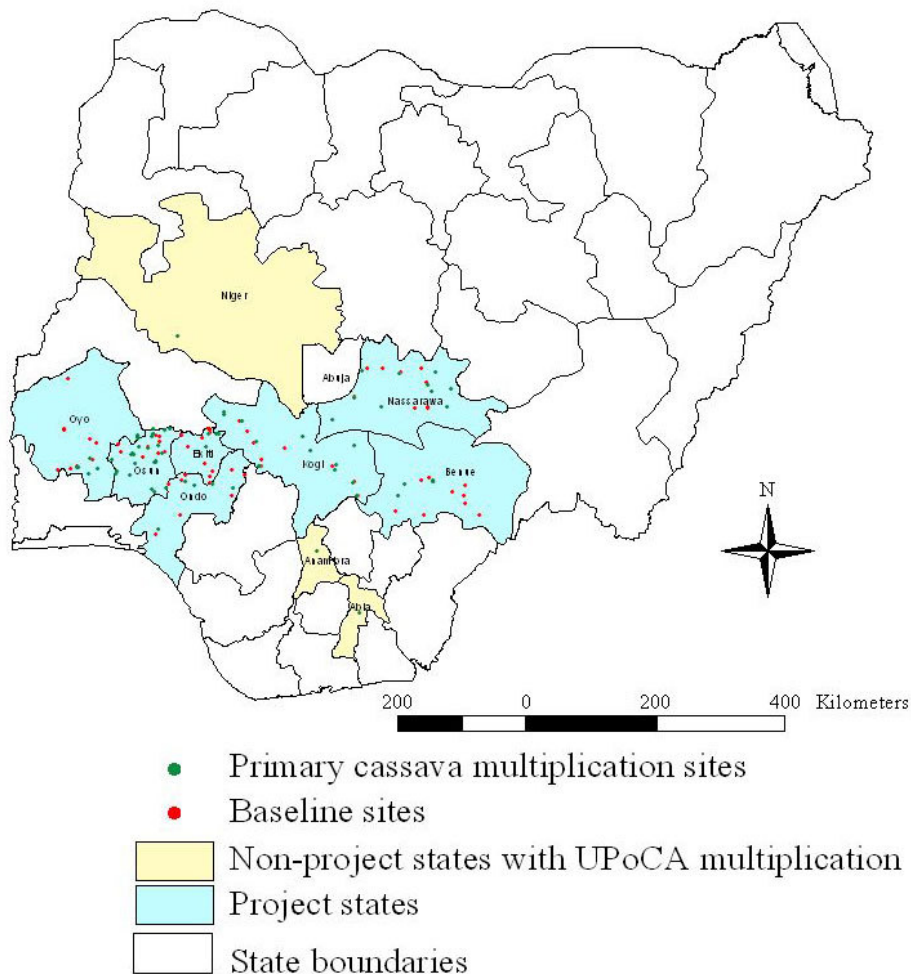 Niger
Abuja
Nassarawa
Oyo
Ekiti
Osun
Kogi
Benue
Ondo
N
Anambra
Abia
200 0 200 400 Kilometers
Primary cassava multiplication sites
Baseline sites
Non-project states with UPoCA multiplication
Project states
State boundaries